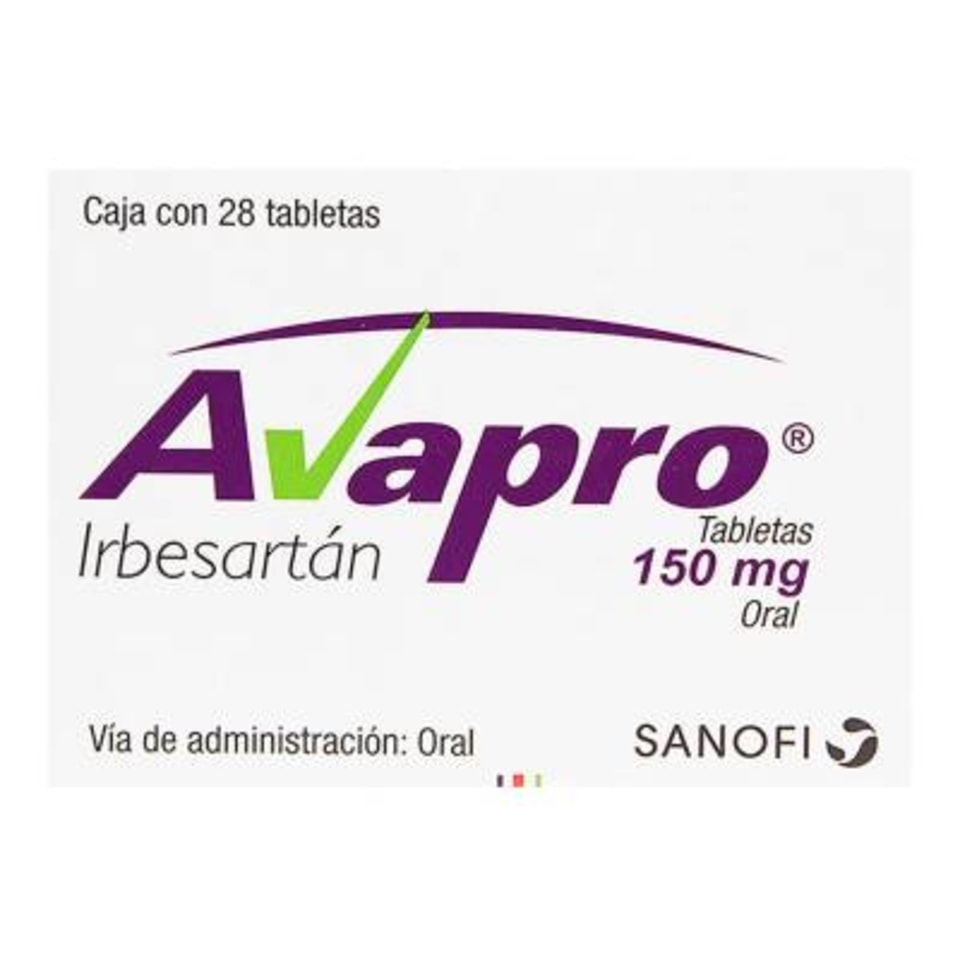 Caja con 28 tabletas
Avapro®
Irbesartán
Tabletas
150 mg
Oral
Vía de administración: Oral
SANOFI